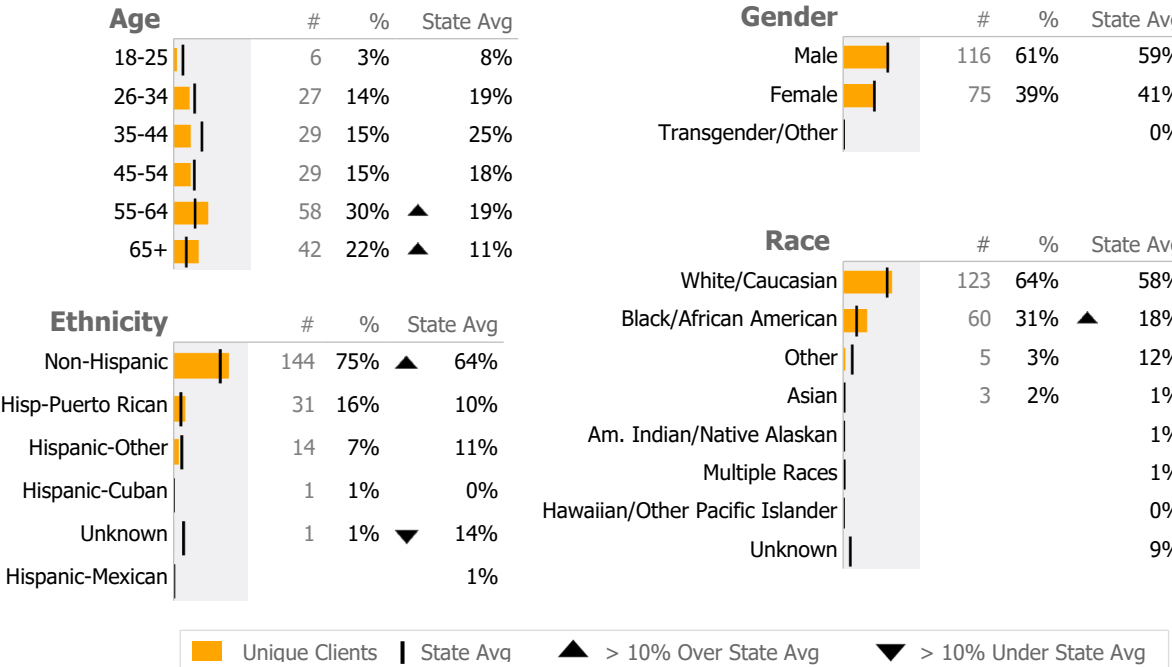 Age # % State Avg
18-25 6 3% 8%
26-34 27 14% 19%
35-44 29 15% 25%
45-54 29 15% 18%
55-64 58 30% ▲ 19%
65+ 42 22% ▲ 11%
Ethnicity # % State Avg
Non-Hispanic 144 75% ▲ 64%
Hisp-Puerto Rican 31 16% 10%
Hispanic-Other 14 7% 11%
Hispanic-Cuban 1 1% 0%
Unknown 1 1% ▼ 14%
Hispanic-Mexican 1%
Gender # % State Avg
Male 116 61% 59%
Female 75 39% 41%
Transgender/Other 0%
Race # % State Avg
White/Caucasian 123 64% 58%
Black/African American 60 31% ▲ 18%
Other 5 3% 12%
Asian 3 2% 1%
Am. Indian/Native Alaskan 1%
Multiple Races 1%
Hawaiian/Other Pacific Islander 0%
Unknown 9%
Unique Clients State Avg ▲ > 10% Over State Avg ▼ > 10% Under State Avg